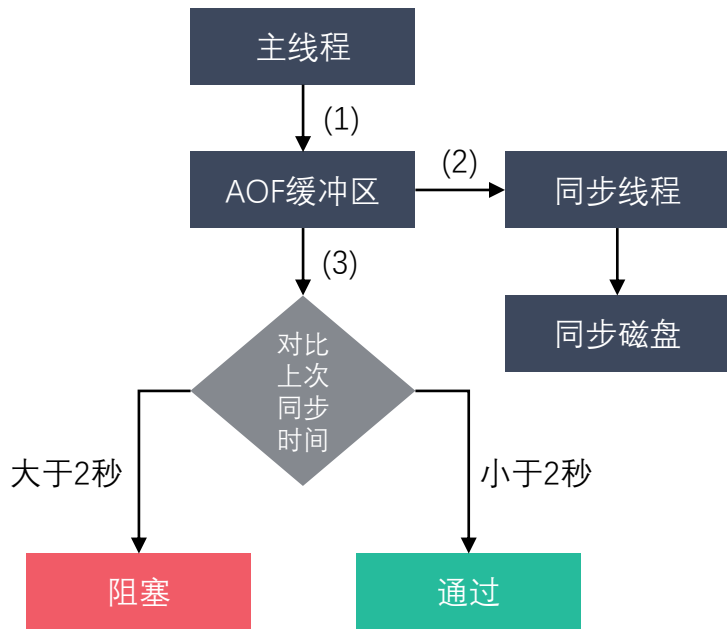 主线程
(1)
AOF缓冲区
(2)
同步线程
(3)
同步磁盘
对比
上次
同步
时间
大于2秒
小于2秒
阻塞
通过